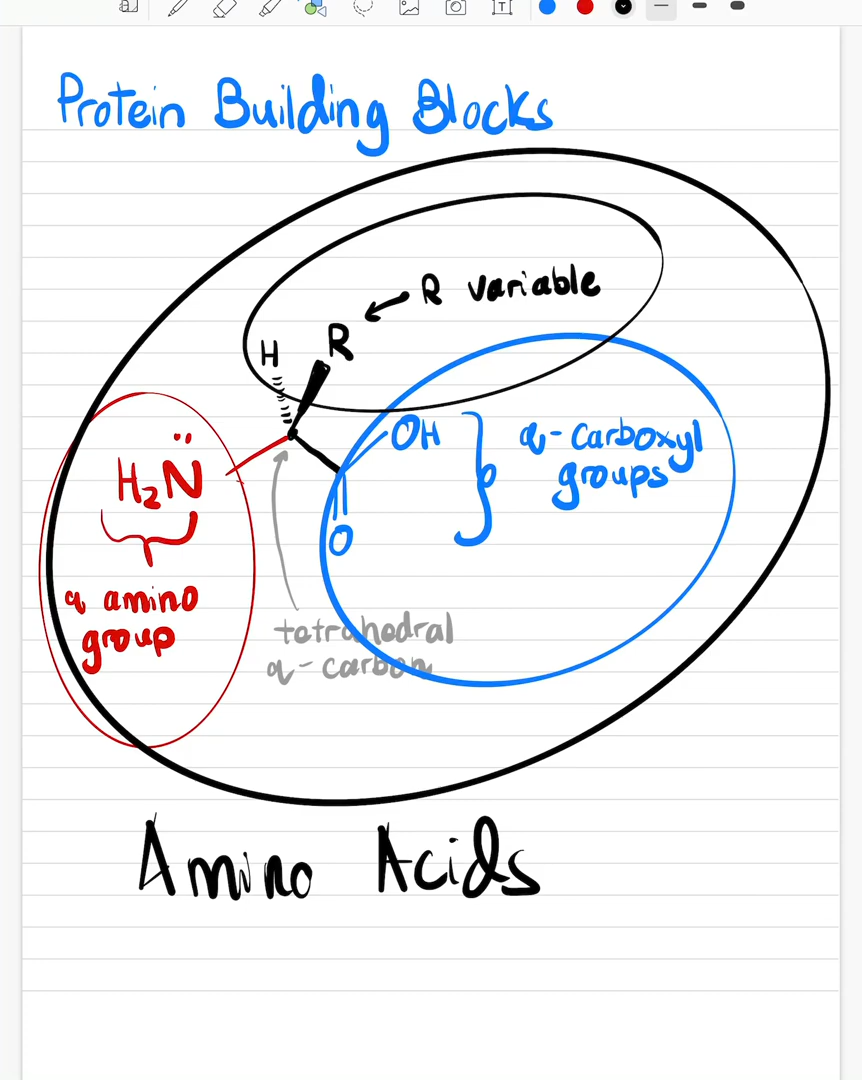 Protein Building Blocks
R variable
H R
OH
α-carboxyl
groups
H₂N̈
O
α amino
group
tetrahedral
α-carbon
Amino Acids